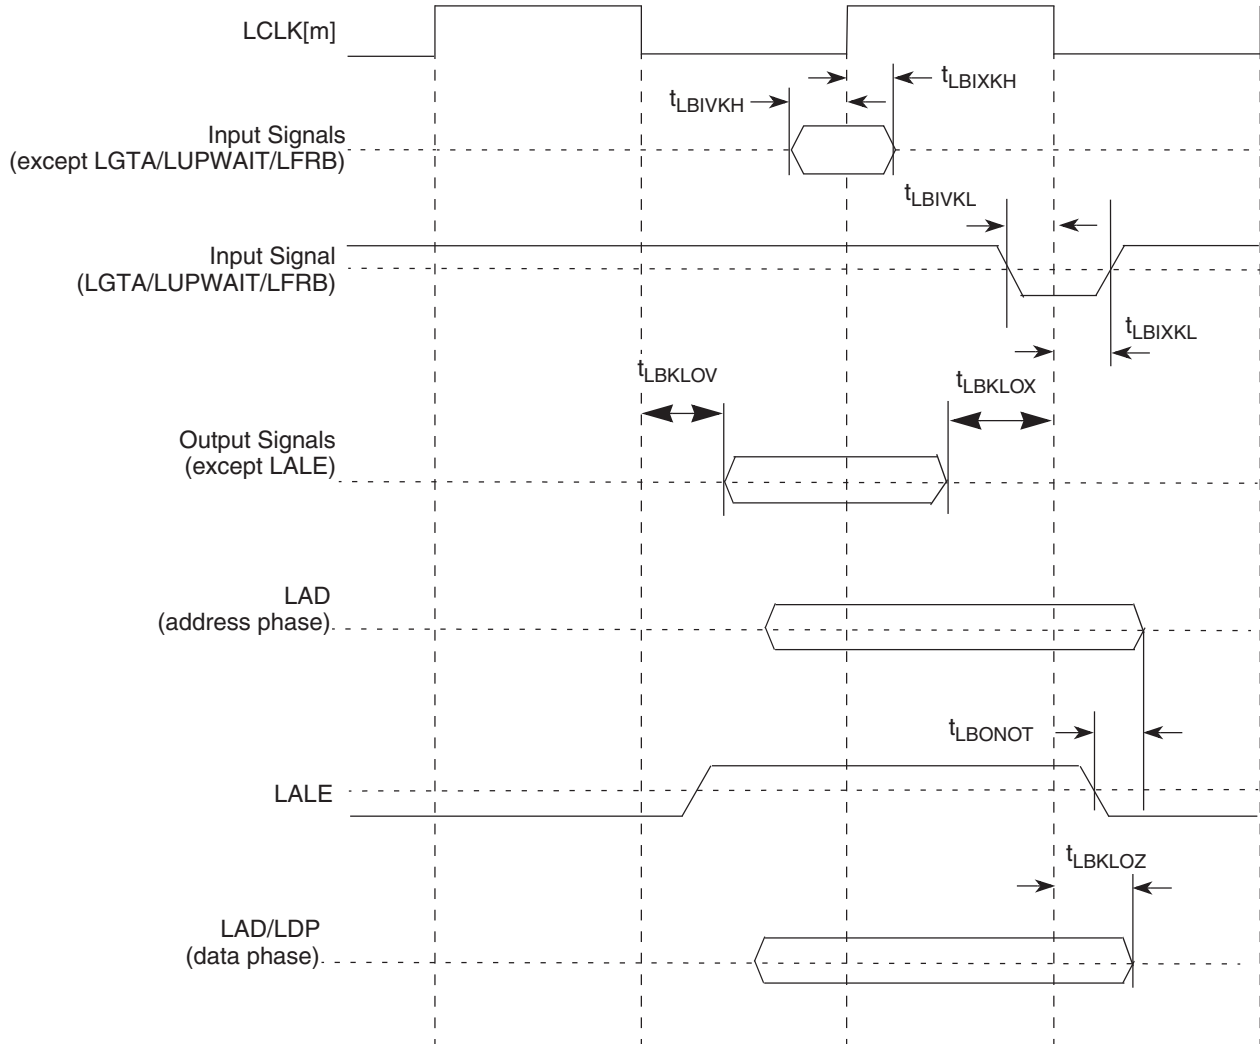 LCLK[m]
tLBIXKH
tLBIVKH
Input Signals
(except LGTA/LUPWAIT/LFRB)
tLBIVKL
Input Signal
(LGTA/LUPWAIT/LFRB)
tLBIXKL
tLBKLOV
tLBKLOX
Output Signals
(except LALE)
LAD
(address phase)
tLBONOT
LALE
tLBKLOZ
LAD/LDP
(data phase)